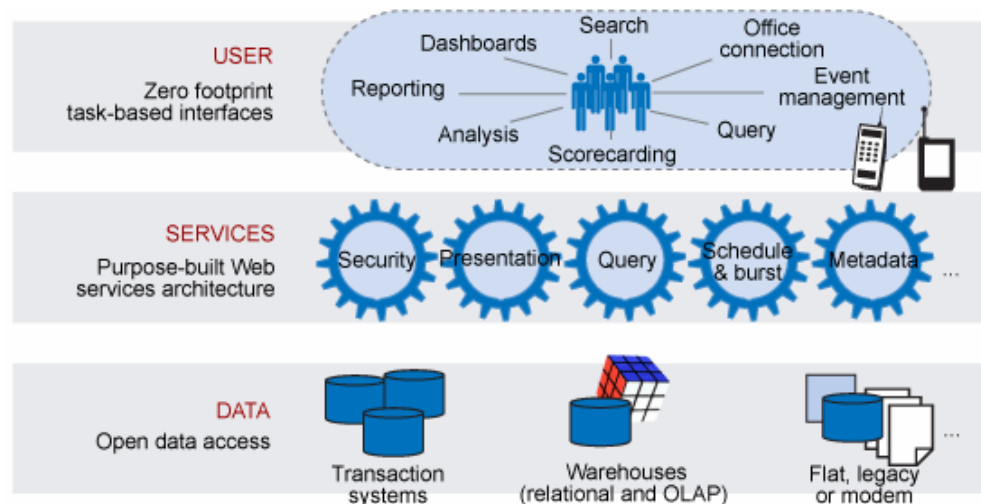 USER
Zero footprint
task-based interfaces
Search
Dashboards
Office
connection
Reporting
Event
management
Analysis
Query
Scorecarding
SERVICES
Purpose-built Web
services architecture
Security
Presentation
Query
Schedule
& burst
Metadata
...
DATA
Open data access
...
Transaction
systems
Warehouses
(relational and OLAP)
Flat, legacy
or modem